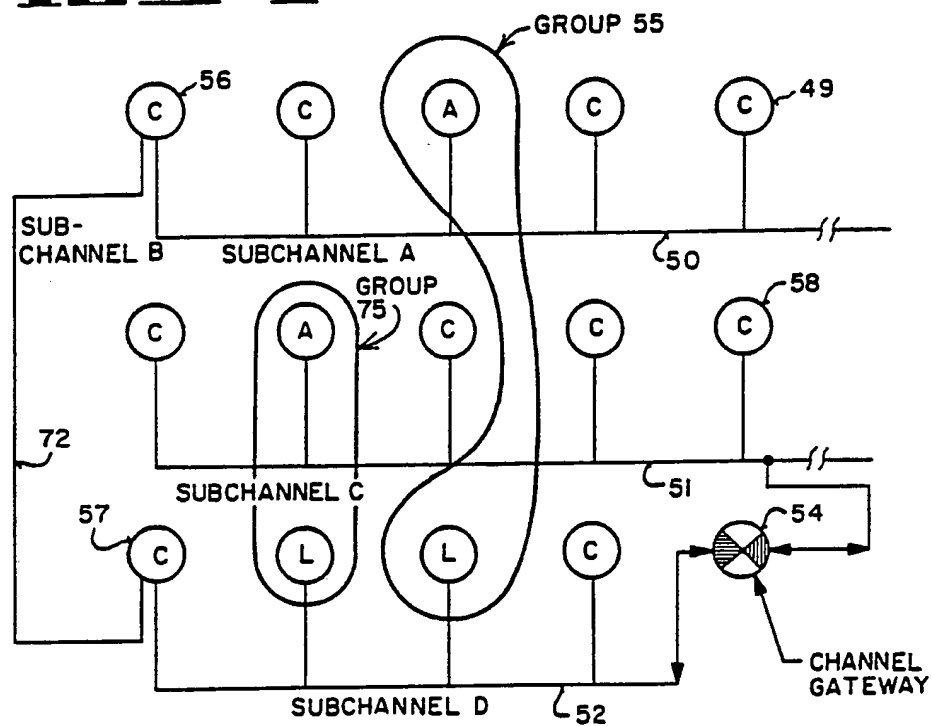 GROUP 55
56
49
C
C
A
C
C
SUB-
CHANNEL B
SUBCHANNEL A
50
GROUP
75
58
C
A
C
C
C
72
SUBCHANNEL C
51
57
54
C
L
L
C
CHANNEL
GATEWAY
SUBCHANNEL D
52